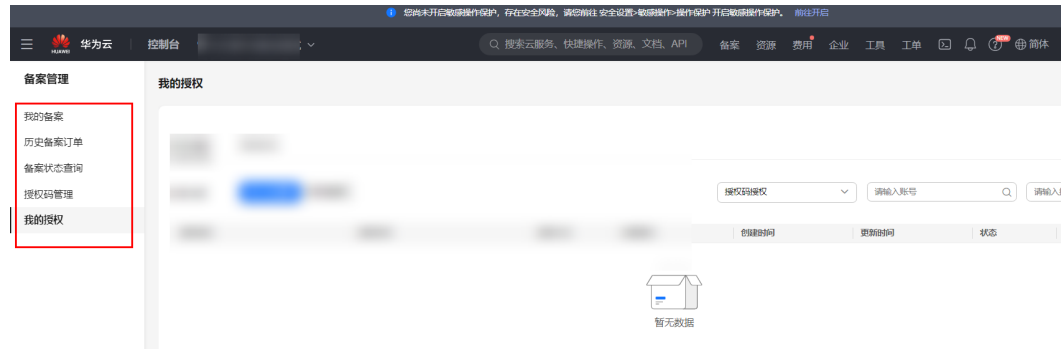 您尚未开启敏感操作保护，存在安全风险，请您前往 安全设置>敏感操作>操作保护 开启敏感操作保护。 前往开启
HUAWEI 华为云 控制台 搜索云服务、快捷操作、资源、文档、API 备案 资源 费用 企业 工具 工单 NEW 简体
备案管理
我的授权
我的备案
历史备案订单
备案状态查询
授权码管理
我的授权
授权码授权 请输入账号 请输入
创建时间 更新时间 状态
暂无数据